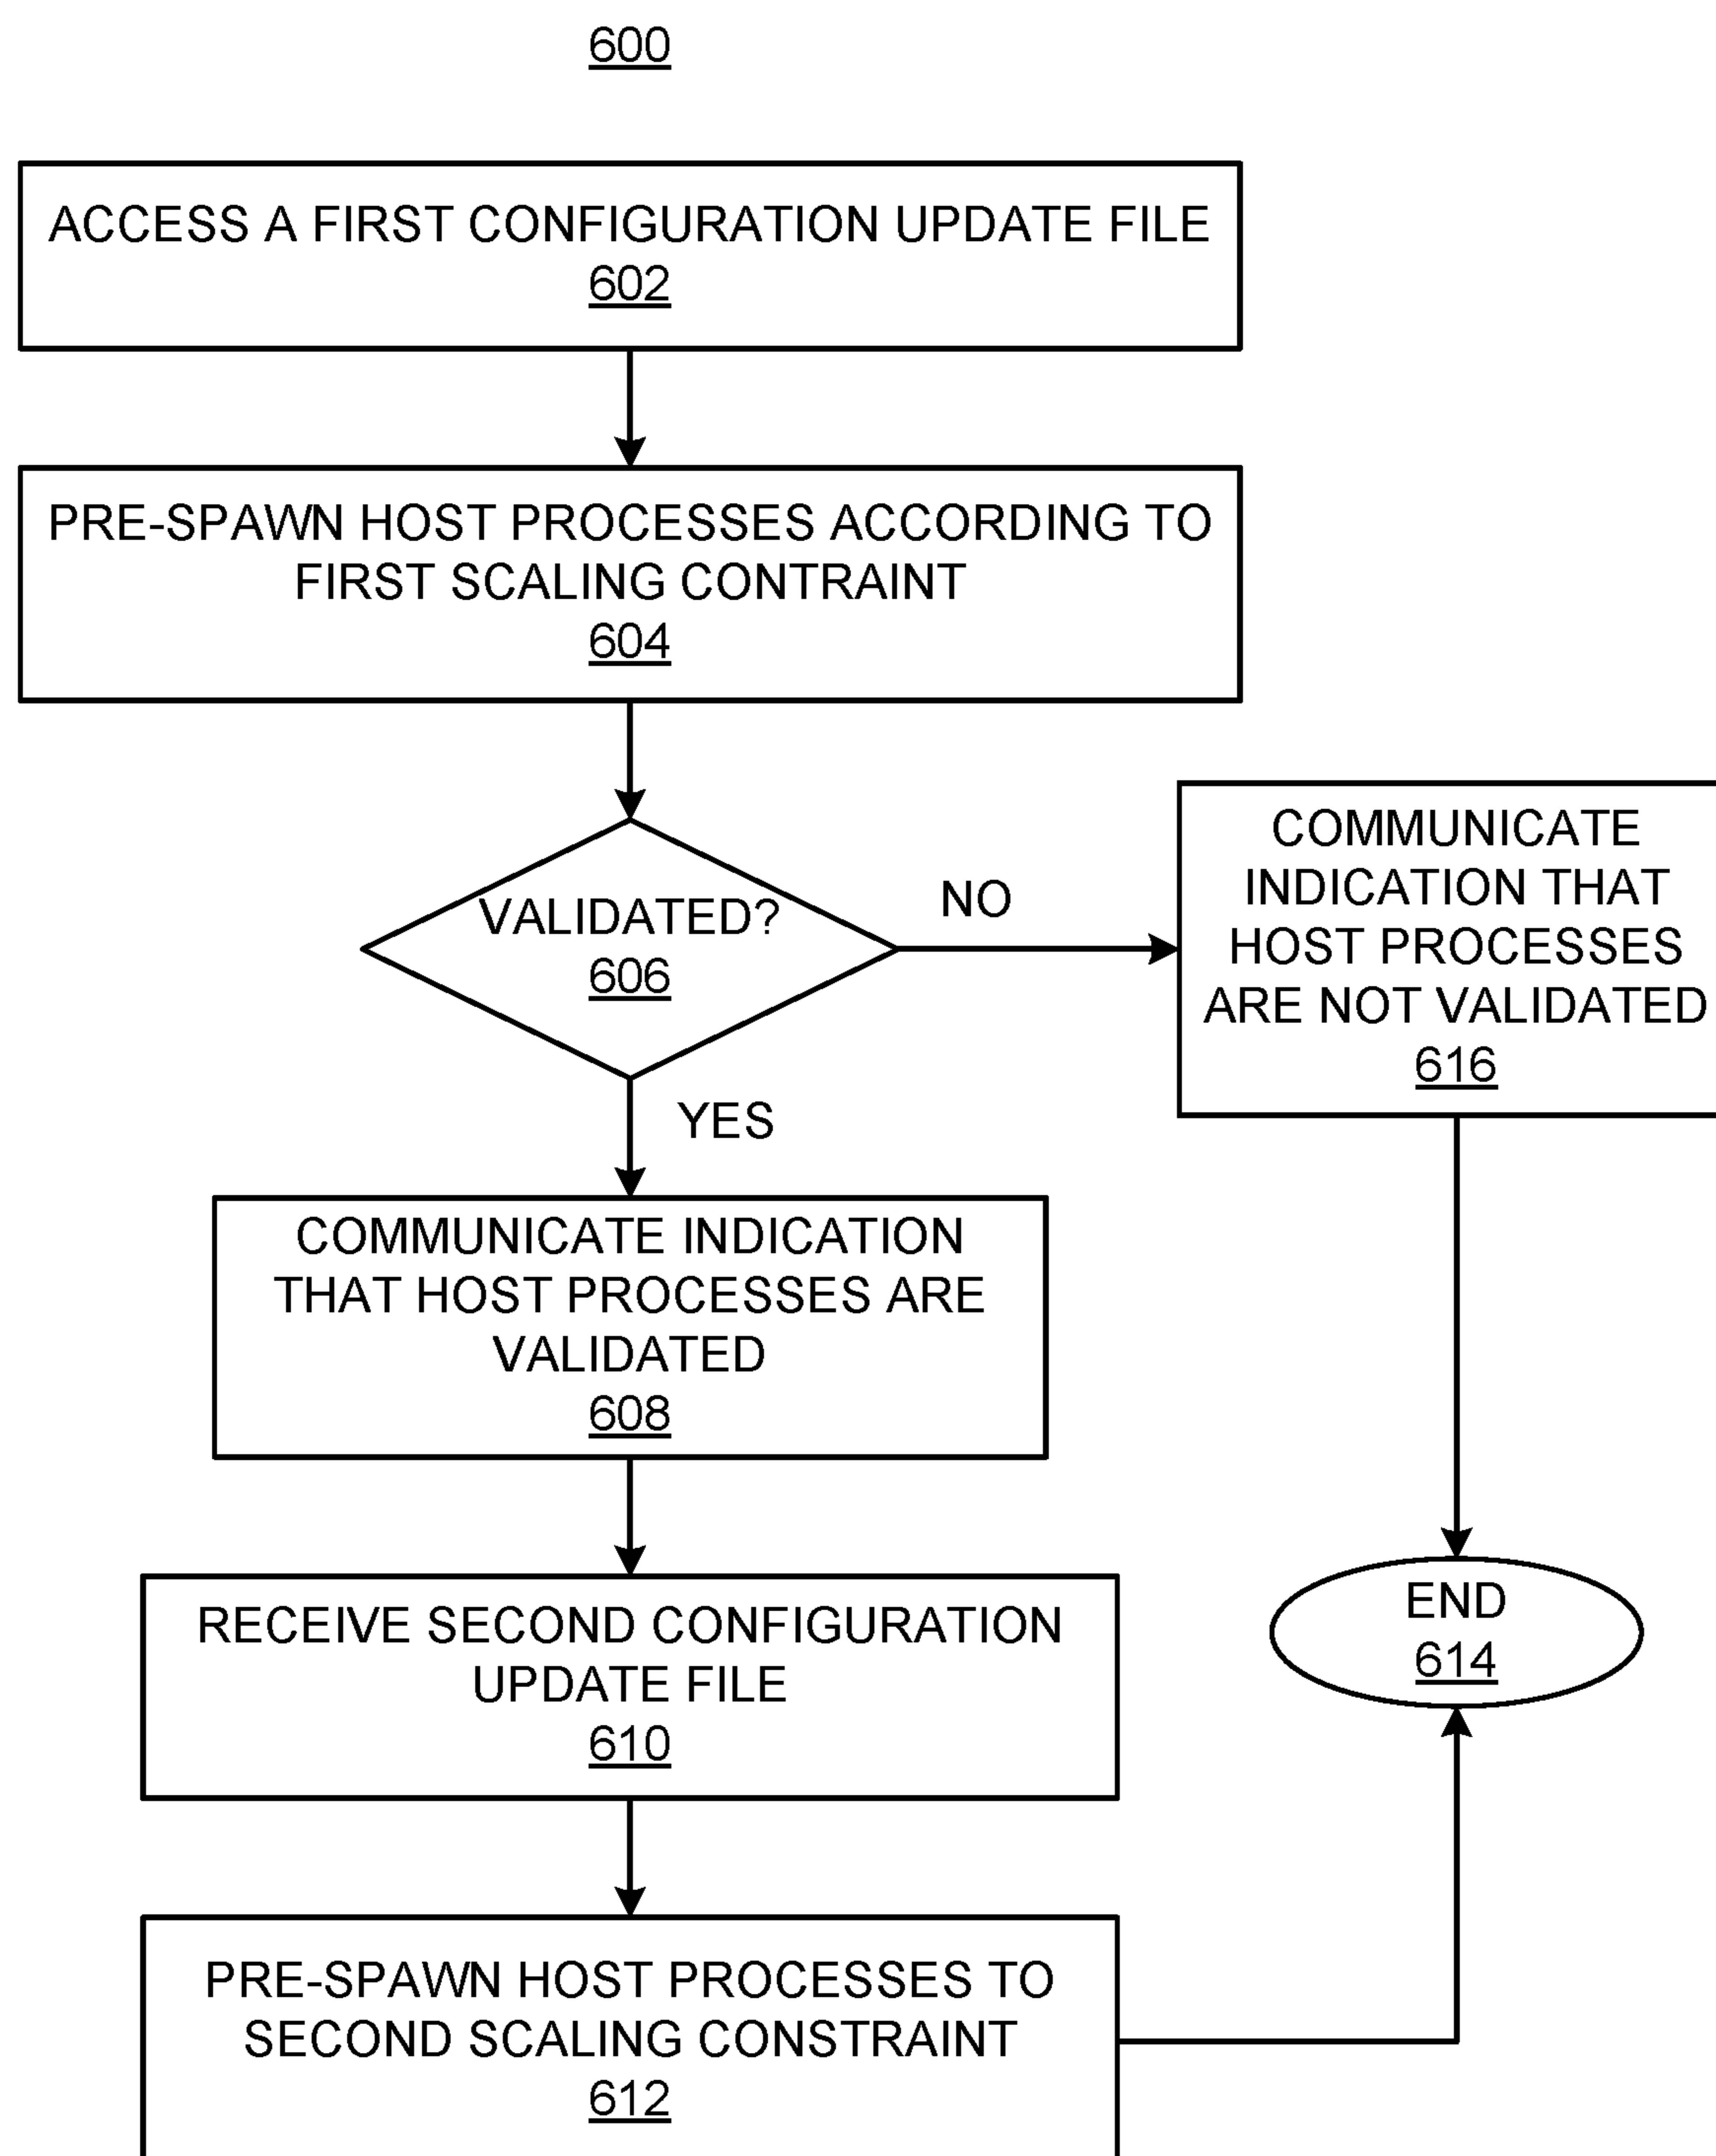 600
ACCESS A FIRST CONFIGURATION UPDATE FILE
602
PRE-SPAWN HOST PROCESSES ACCORDING TO
FIRST SCALING CONTRAINT
604
VALIDATED?
606
NO
COMMUNICATE
INDICATION THAT
HOST PROCESSES
ARE NOT VALIDATED
616
YES
COMMUNICATE INDICATION
THAT HOST PROCESSES ARE
VALIDATED
608
RECEIVE SECOND CONFIGURATION
UPDATE FILE
610
END
614
PRE-SPAWN HOST PROCESSES TO
SECOND SCALING CONSTRAINT
612